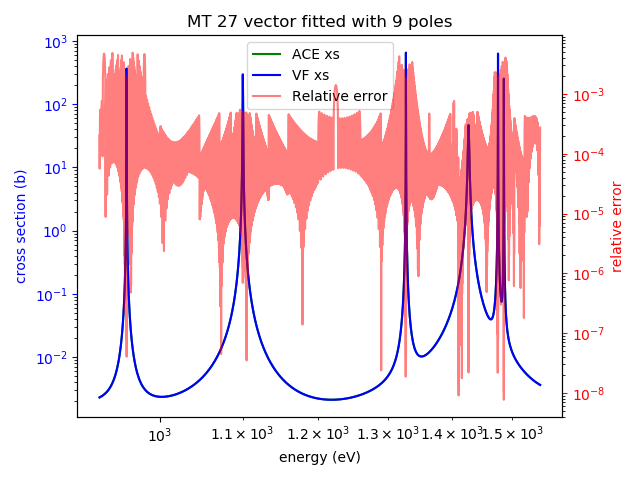 MT 27 vector fitted with 9 poles
ACE xs
VF xs
Relative error
10³
10²
10¹
10⁰
10⁻¹
10⁻²
cross section (b)
10⁻³
10⁻⁴
10⁻⁵
10⁻⁶
10⁻⁷
10⁻⁸
relative error
10³ 1.1 × 10³ 1.2 × 10³ 1.3 × 10³ 1.4 × 10³ 1.5 × 10³
energy (eV)